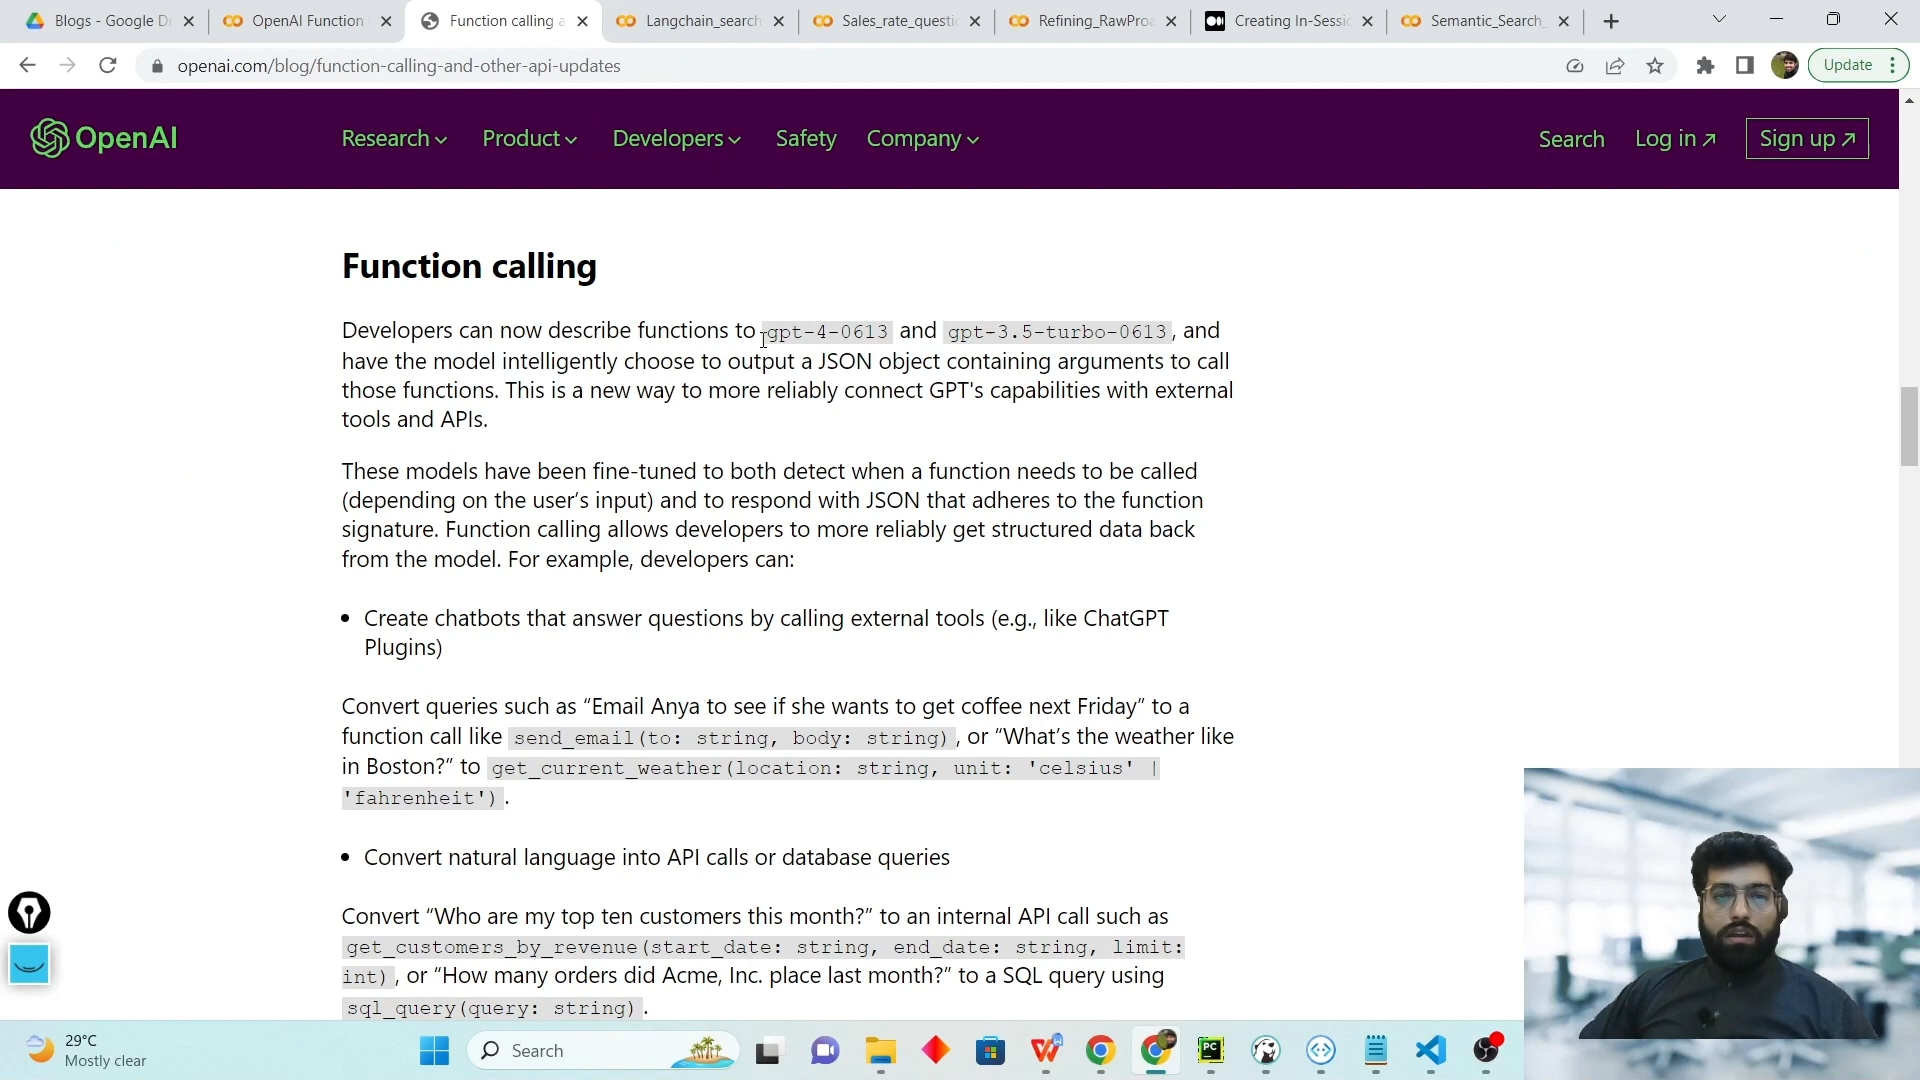 Blogs - Google Dr
OpenAI Function
Function calling a
Langchain_search
Sales_rate_questi
Refining_RawProa
Creating In-Sessi
Semantic_Search_
openai.com/blog/function-calling-and-other-api-updates
Update
OpenAI
Research
Product
Developers
Safety
Company
Search
Log in ↗
Sign up ↗
Function calling
Developers can now describe functions to gpt-4-0613 and gpt-3.5-turbo-0613, and
have the model intelligently choose to output a JSON object containing arguments to call
those functions. This is a new way to more reliably connect GPT's capabilities with external
tools and APIs.
These models have been fine-tuned to both detect when a function needs to be called
(depending on the user’s input) and to respond with JSON that adheres to the function
signature. Function calling allows developers to more reliably get structured data back
from the model. For example, developers can:
• Create chatbots that answer questions by calling external tools (e.g., like ChatGPT
Plugins)
Convert queries such as “Email Anya to see if she wants to get coffee next Friday” to a
function call like send_email(to: string, body: string), or “What’s the weather like
in Boston?” to get_current_weather(location: string, unit: 'celsius' |
'fahrenheit').
• Convert natural language into API calls or database queries
Convert “Who are my top ten customers this month?” to an internal API call such as
get_customers_by_revenue(start_date: string, end_date: string, limit:
int), or “How many orders did Acme, Inc. place last month?” to a SQL query using
sql_query(query: string).
29°C
Mostly clear
Search
PC